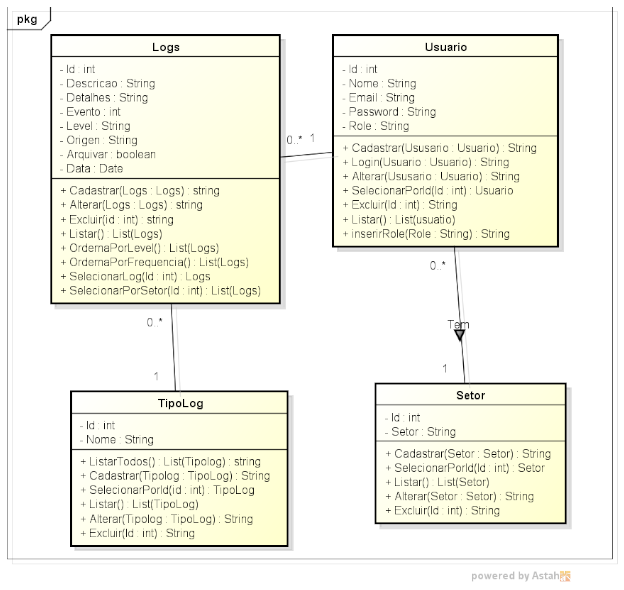 pkg
Logs
- Id : int
- Descricao : String
- Detalhes : String
- Evento : int
- Level : String
- Origen : String
- Arquivar : boolean
- Data : Date
+ Cadastrar(Logs : Logs) : string
+ Alterar(Logs : Logs) : string
+ Excluir(id : int) : string
+ Listar() : List(Logs)
+ OrdernaPorLevel() : List(Logs)
+ OrdernaPorFrequencia() : List(Logs)
+ SelecionarLog(Id : int) : Logs
+ SelecionarPorSetor(Id : int) : List(Logs)
0..*
1
Usuario
- Id : int
- Nome : String
- Email : String
- Password : String
- Role : String
+ Cadastrar(Ususario : Usuario) : String
+ Login(Usuario : Usuario) : String
+ Alterar(Ususario : Usuario) : String
+ SelecionarPorId(Id : int) : Usuario
+ Excluir(Id : int) : String
+ Listar() : List(usuatio)
+ inserirRole(Role : String) : String
0..*
Tem
1
0..*
1
TipoLog
- Id : int
- Nome : String
+ ListarTodos() : List(Tipolog) : string
+ Cadastrar(Tipolog : TipoLog) : String
+ SelecionarPorId(id : int) : TipoLog
+ Listar() : List(TipoLog)
+ Alterar(Tipolog : TipoLog) : String
+ Excluir(Id : int) : String
Setor
- Id : int
- Setor : String
+ Cadastrar(Setor : Setor) : String
+ SelecionarPorId(Id : int) : Setor
+ Listar() : List(Setor)
+ Alterar(Setor : Setor) : String
+ Excluir(Id : int) : String
powered by Astah